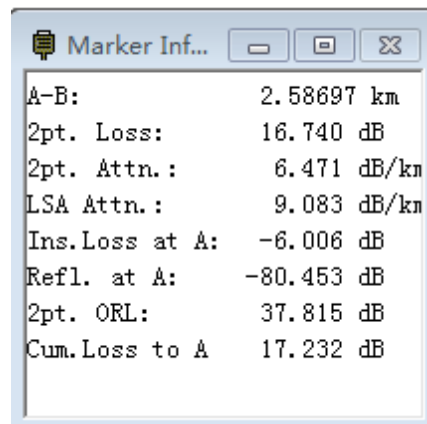 Marker Inf...
A-B: 2.58697 km
2pt. Loss: 16.740 dB
2pt. Attn.: 6.471 dB/km
LSA Attn.: 9.083 dB/km
Ins.Loss at A: -6.006 dB
Refl. at A: -80.453 dB
2pt. ORL: 37.815 dB
Cum.Loss to A 17.232 dB